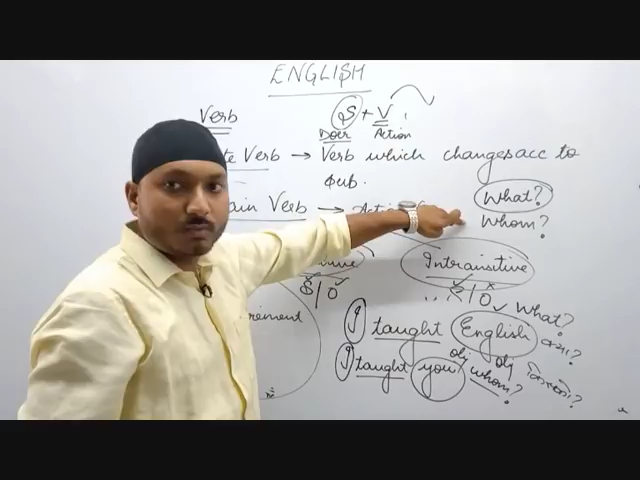 ENGLISH
Verb
S + V
Doer Action
Verb → Verb which changes acc to
Sub.
Verb →
What?
Whom?
Intransitive
S/O
S/O
What?
I taught English
obj
I taught you
obj whom?